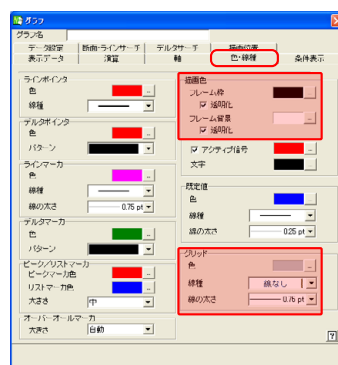 グラフ
グラフ名
データ設定 断面・ラインサーチ デルタサーチ 描画位置
表示データ 演算 軸 色・線種 条件表示
ラインポインタ
色
線種
デルタポインタ
色
パターン
ラインマーカ
色
線種
線の太さ 0.75 pt
デルタマーカ
色
パターン
ピーク/リストマーカ
ピークマーカ色
リストマーカ色
大きさ 中
オーバーオールマーカ
大きさ 自動
描画色
フレーム枠
透明化
フレーム背景
透明化
アクティブ信号
文字
既定値
色
線種
線の太さ 0.25 pt
グリッド
色
線種 線なし
線の太さ 0.75 pt
?